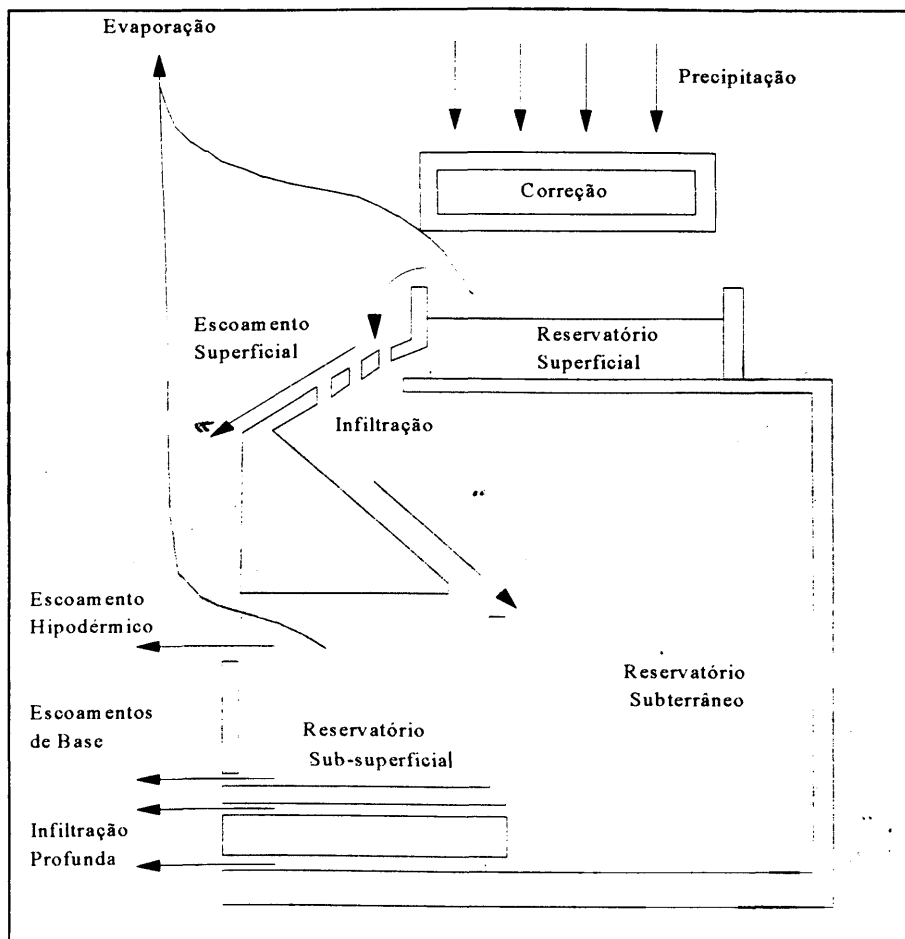 Evaporação
Precipitação
Correção
Escoamento
Superficial
Reservatório
Superficial
Infiltração
Escoamento
Hipodérmico
Reservatório
Subterrâneo
Escoamentos
de Base
Reservatório
Sub-superficial
Infiltração
Profunda